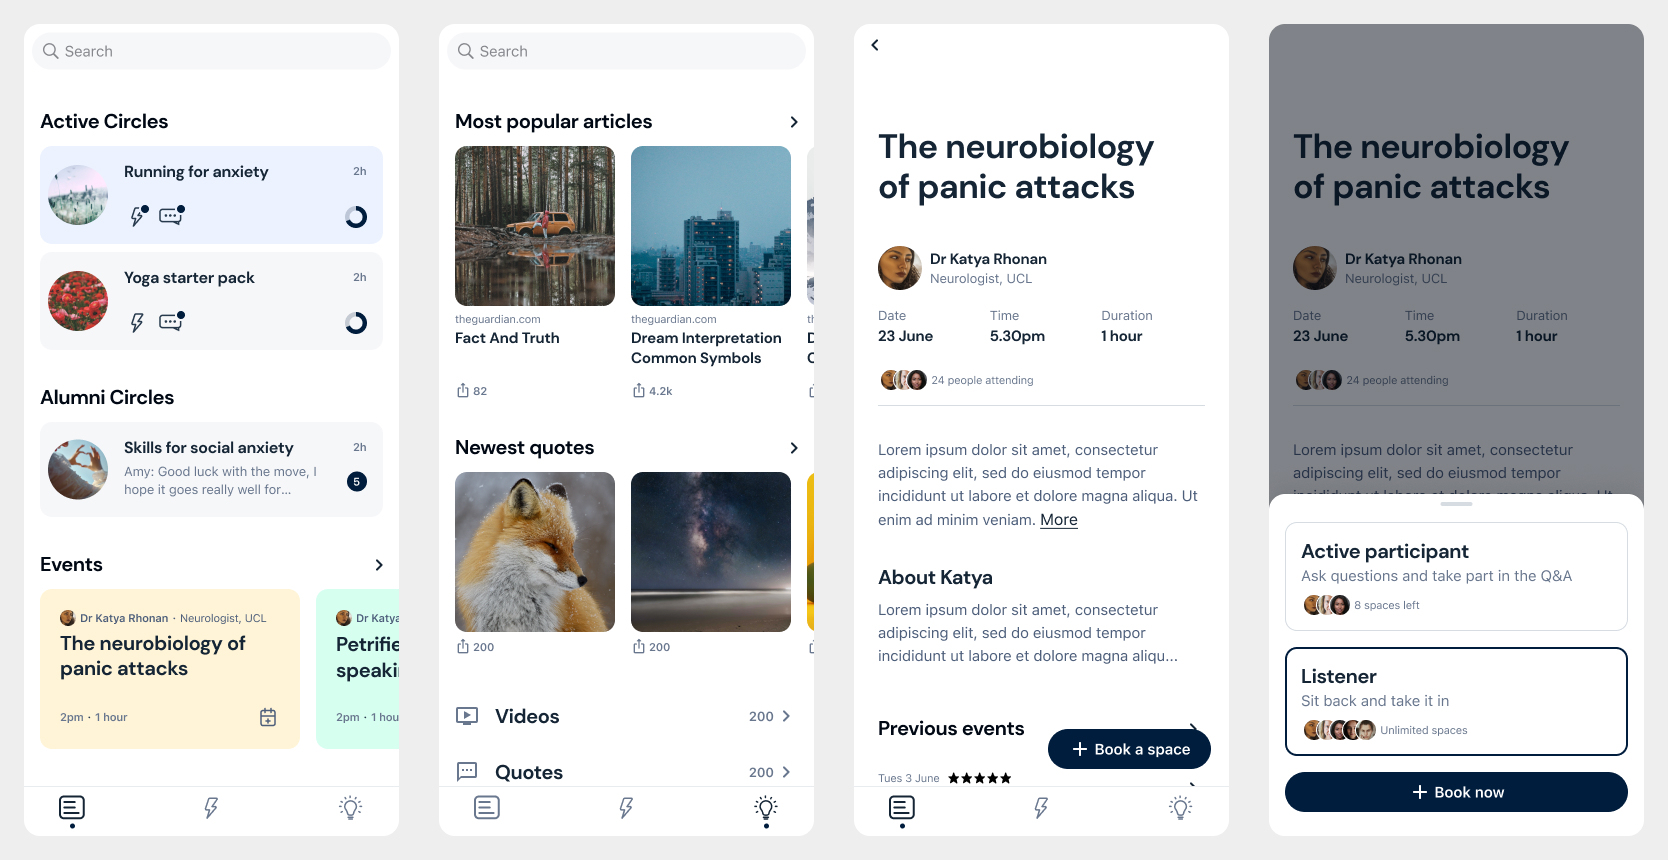 Search
Active Circles
Running for anxiety
2h
Yoga starter pack
2h
Alumni Circles
Skills for social anxiety
2h
Amy: Good luck with the move, I
hope it goes really well for...
5
Events
Dr Katya Rhonan · Neurologist, UCL
The neurobiology of
panic attacks
2pm · 1 hour
Dr Katya
Petrifie
speakin
2pm · 1 hou
Search
Most popular articles
theguardian.com
Fact And Truth
82
theguardian.com
Dream Interpretation
Common Symbols
4.2k
Newest quotes
200
200
Videos
200
Quotes
200
The neurobiology
of panic attacks
Dr Katya Rhonan
Neurologist, UCL
Date
23 June
Time
5.30pm
Duration
1 hour
24 people attending
Lorem ipsum dolor sit amet, consectetur
adipiscing elit, sed do eiusmod tempor
incididunt ut labore et dolore magna aliqua. Ut
enim ad minim veniam. More
About Katya
Lorem ipsum dolor sit amet, consectetur
adipiscing elit, sed do eiusmod tempor
incididunt ut labore et dolore magna aliqu...
Previous events
Book a space
Tues 3 June ★★★★★
The neurobiology
of panic attacks
Dr Katya Rhonan
Neurologist, UCL
Date
23 June
Time
5.30pm
Duration
1 hour
24 people attending
Lorem ipsum dolor sit amet, consectetur
adipiscing elit, sed do eiusmod tempor
incididunt ut labore et dolore magna aliqua. Ut
Active participant
Ask questions and take part in the Q&A
8 spaces left
Listener
Sit back and take it in
Unlimited spaces
Book now